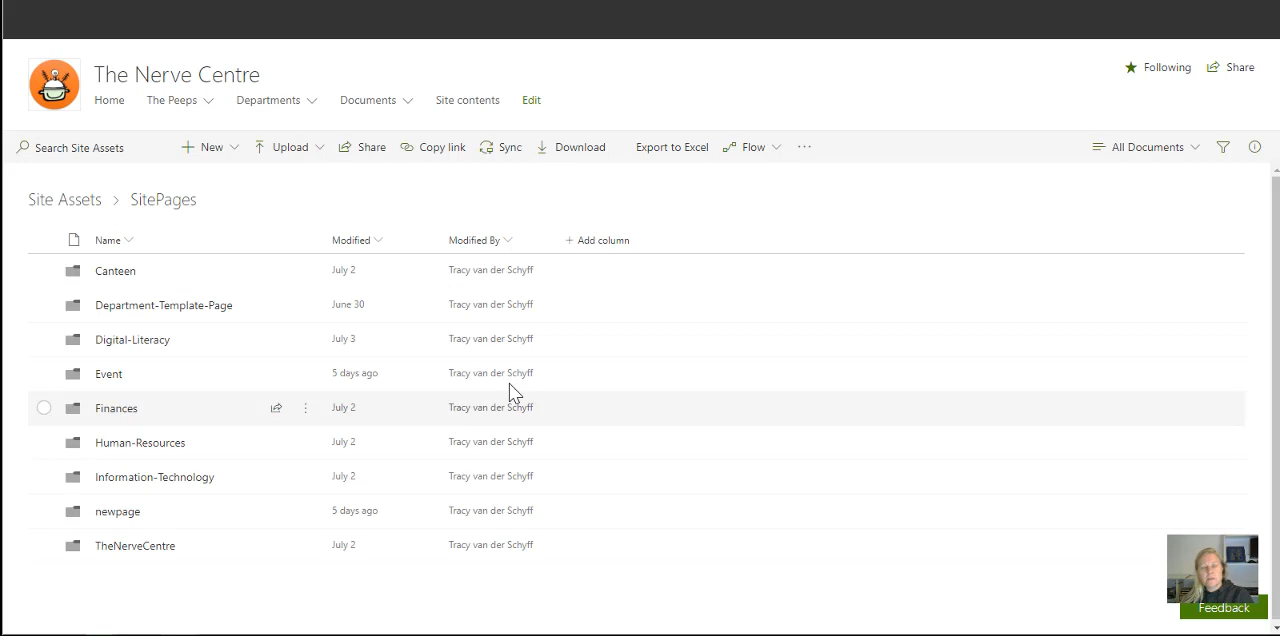 The Nerve Centre
Following Share
Home The Peeps Departments Documents Site contents Edit
Search Site Assets New Upload Share Copy link Sync Download Export to Excel Flow ··· All Documents
Site Assets > SitePages
Name Modified Modified By + Add column
Canteen July 2 Tracy van der Schyff
Department-Template-Page June 30 Tracy van der Schyff
Digital-Literacy July 3 Tracy van der Schyff
Event 5 days ago Tracy van der Schyff
Finances July 2 Tracy van der Schyff
Human-Resources July 2 Tracy van der Schyff
Information-Technology July 2 Tracy van der Schyff
newpage 5 days ago Tracy van der Schyff
TheNerveCentre July 2 Tracy van der Schyff
Feedback